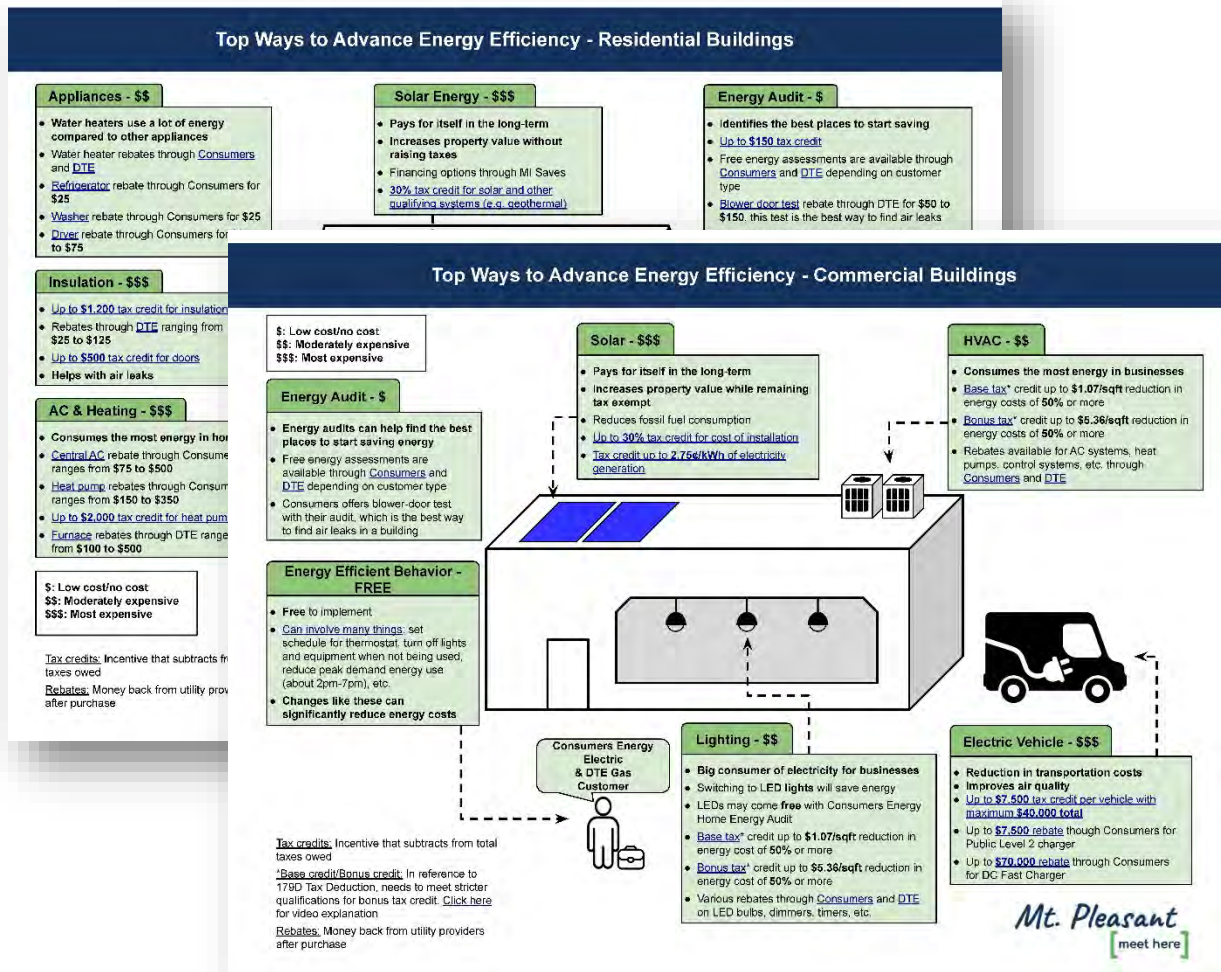 Top Ways to Advance Energy Efficiency - Residential Buildings
Appliances - $$
• Water heaters use a lot of energy
compared to other appliances
• Water heater rebates through Consumers
and DTE
• Refrigerator rebate through Consumers for
$25
• Washer rebate through Consumers for $25
• Dryer rebate through Consumers for
to $75
Solar Energy - $$$
• Pays for itself in the long-term
• Increases property value without
raising taxes
• Financing options through MI Saves
• 30% tax credit for solar and other
qualifying systems (e.g. geothermal)
Energy Audit - $
• Identifies the best places to start saving
• Up to $150 tax credit
• Free energy assessments are available through
Consumers and DTE depending on customer
type
• Blower door test rebate through DTE for $50 to
$150, this test is the best way to find air leaks
Insulation - $$$
• Up to $1,200 tax credit for insulation
• Rebates through DTE ranging from
$25 to $125
• Up to $500 tax credit for doors
• Helps with air leaks
AC & Heating - $$$
• Consumes the most energy in
• Central AC rebate through
ranges from $75 to $500
• Heat pump rebates through
ranges from $150 to $350
• Up to $2,000 tax credit for heat
• Furnace rebates through DTE
from $100 to $500
$: Low cost/no cost
$$: Moderately expensive
$$$: Most expensive
Tax credits: Incentive that subtracts
taxes owed
Rebates: Money back from utility
after purchase
Top Ways to Advance Energy Efficiency - Commercial Buildings
$: Low cost/no cost
$$: Moderately expensive
$$$: Most expensive
Energy Audit - $
• Energy audits can help find the best
places to start saving energy
• Free energy assessments are
available through Consumers and
DTE depending on customer type
• Consumers offers blower-door test
with their audit, which is the best way
to find air leaks in a building
Solar - $$$
• Pays for itself in the long-term
• Increases property value while remaining
tax exempt
• Reduces fossil fuel consumption
• Up to 30% tax credit for cost of installation
• Tax credit up to 2.75¢/kWh of electricity
generation
HVAC - $$
• Consumes the most energy in businesses
• Base tax* credit up to $1.07/sqft reduction in
energy costs of 50% or more
• Bonus tax* credit up to $5.36/sqft reduction in
energy costs of 50% or more
• Rebates available for AC systems, heat
pumps, control systems, etc. through
Consumers and DTE
Energy Efficient Behavior -
FREE
• Free to implement
• Can involve many things: set
schedule for thermostat, turn off lights
and equipment when not being used,
reduce peak demand energy use
(about 2pm-7pm), etc.
• Changes like these can
significantly reduce energy costs
Consumers Energy
Electric
& DTE Gas
Customer
Lighting - $$
• Big consumer of electricity for businesses
• Switching to LED lights will save energy
• LEDs may come free with Consumers Energy
Home Energy Audit
• Base tax* credit up to $1.07/sqft reduction in
energy cost of 50% or more
• Bonus tax* credit up to $5.36/sqft reduction in
energy cost of 50% or more
• Various rebates through Consumers and DTE
on LED bulbs, dimmers, timers, etc.
Electric Vehicle - $$$
• Reduction in transportation costs
• Improves air quality
• Up to $7,500 tax credit per vehicle with
maximum $40,000 total
• Up to $7,500 rebate though Consumers for
Public Level 2 charger
• Up to $70,000 rebate through Consumers
for DC Fast Charger
Tax credits: Incentive that subtracts from total
taxes owed
*Base credit/Bonus credit: In reference to
179D Tax Deduction, needs to meet stricter
qualifications for bonus tax credit. Click here
for video explanation
Rebates: Money back from utility providers
after purchase
Mt. Pleasant
[meet here]